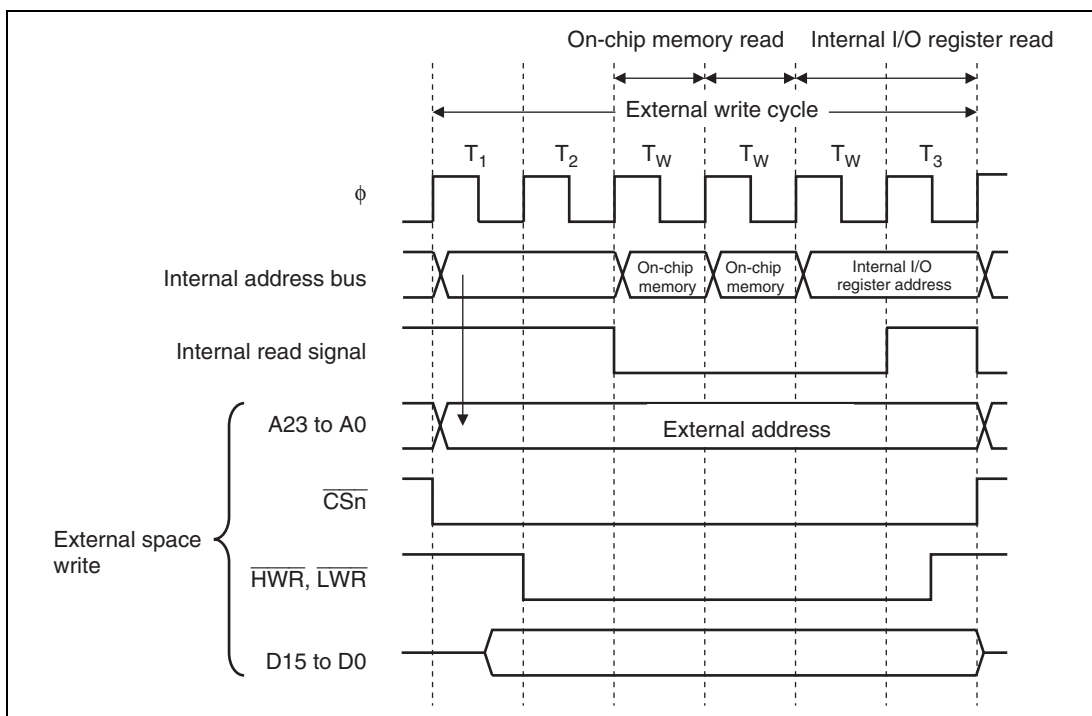 On-chip memory read Internal I/O register read
External write cycle
T1 T2 TW TW TW T3
ϕ
Internal address bus
On-chip
memory
On-chip
memory
Internal I/O
register address
Internal read signal
A23 to A0
External address
CSn
External space
write
HWR, LWR
D15 to D0